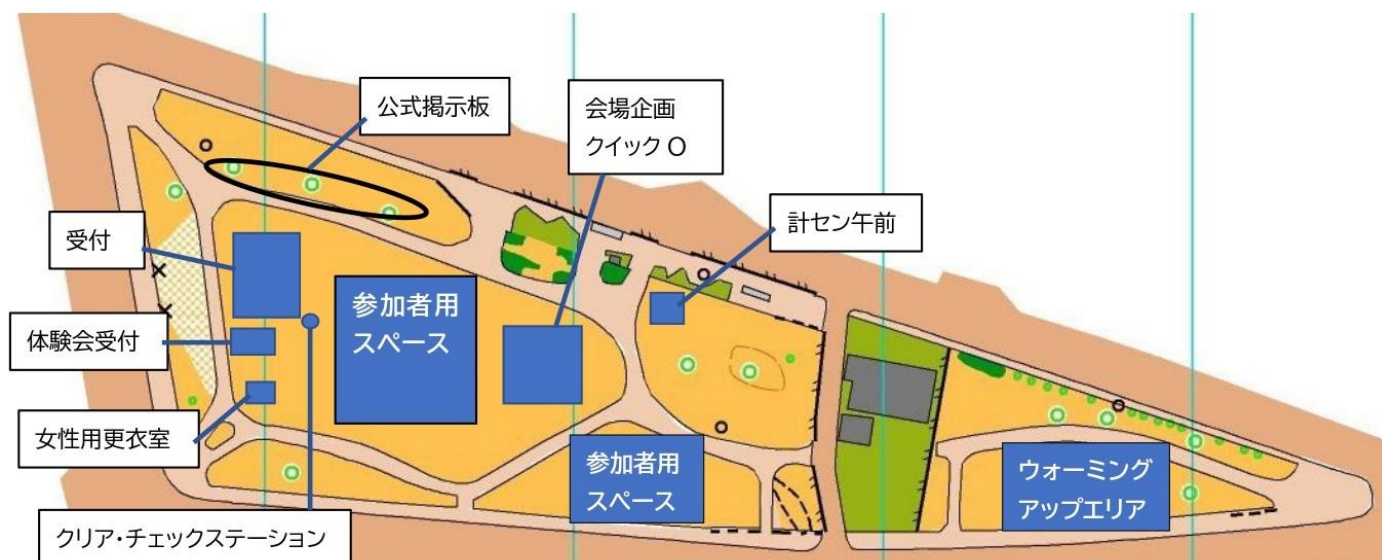 公式掲示板
会場企画
クイック O
計セン午前
受付
参加者用
スペース
体験会受付
女性用更衣室
参加者用
スペース
ウォーミング
アップエリア
クリア・チェックステーション